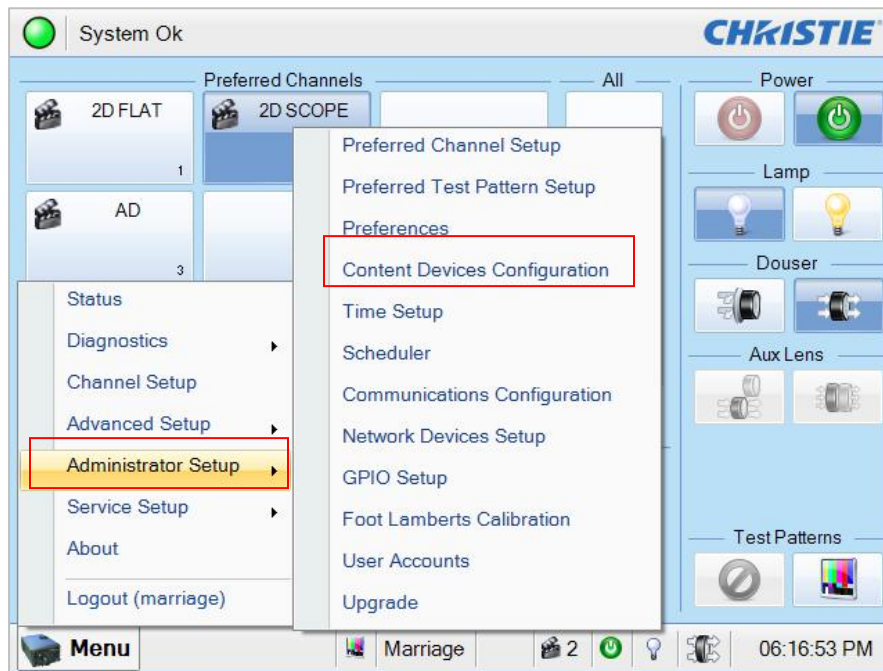 System Ok
CHRISTIE
Preferred Channels
All
Power
2D FLAT
1
2D SCOPE
AD
3
Lamp
Douser
Aux Lens
Test Patterns
Status
Diagnostics
Channel Setup
Advanced Setup
Administrator Setup
Service Setup
About
Logout (marriage)
Preferred Channel Setup
Preferred Test Pattern Setup
Preferences
Content Devices Configuration
Time Setup
Scheduler
Communications Configuration
Network Devices Setup
GPIO Setup
Foot Lamberts Calibration
User Accounts
Upgrade
Menu
Marriage
2
06:16:53 PM